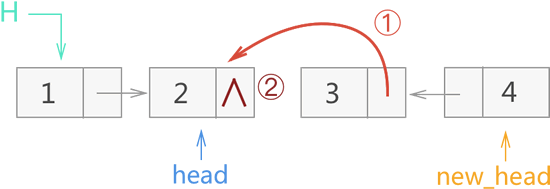 H
①
1 2 ∧ ② 3 4
head new_head